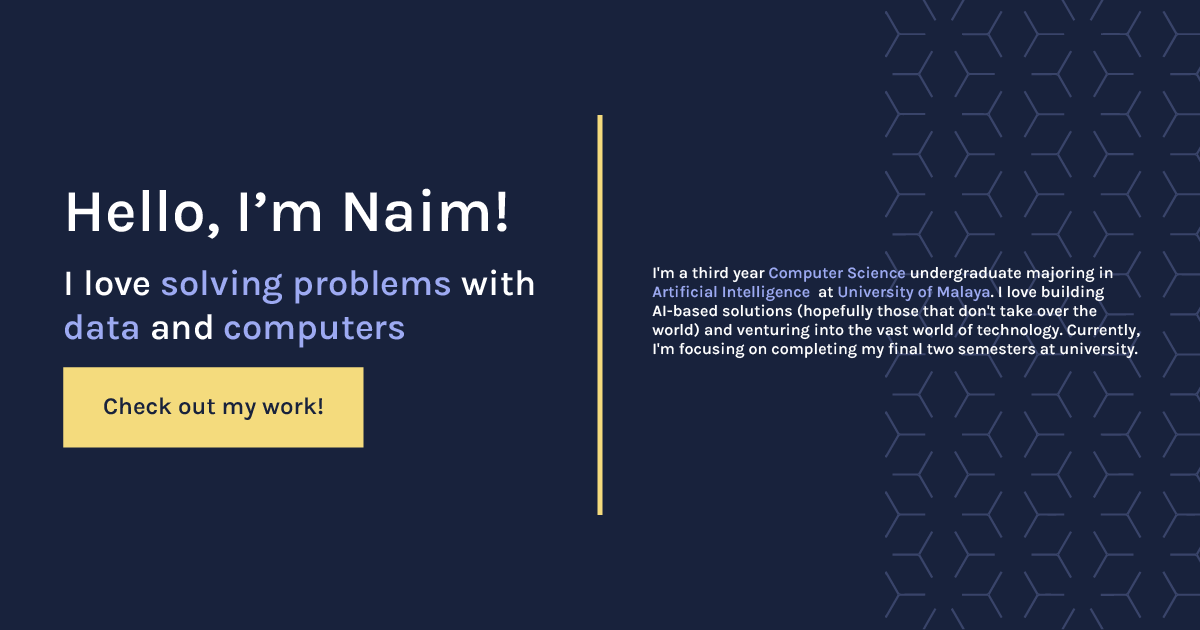 Hello, I’m Naim!
I love solving problems with
data and computers
Check out my work!
I'm a third year Computer Science undergraduate majoring in
Artificial Intelligence  at University of Malaya. I love building
AI-based solutions (hopefully those that don't take over the
world) and venturing into the vast world of technology. Currently,
I'm focusing on completing my final two semesters at university.